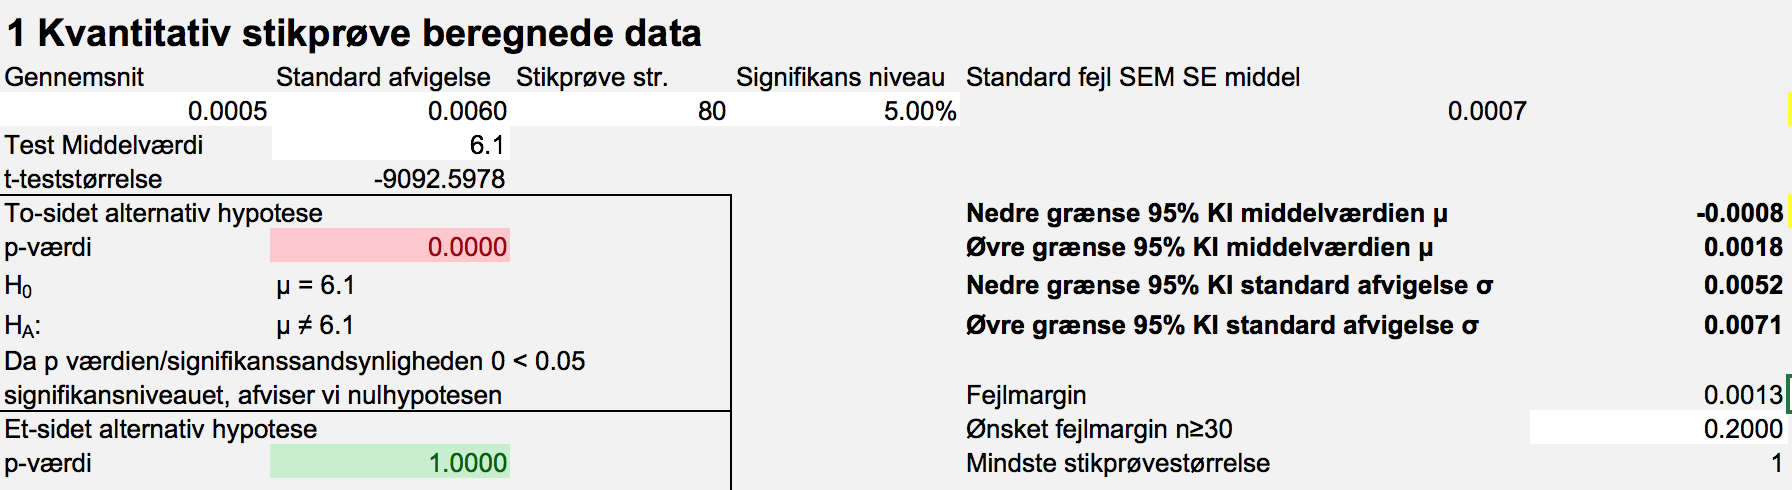 1 Kvantitativ stikprøve beregnede data
Gennemsnit Standard afvigelse Stikprøve str. Signifikans niveau Standard fejl SEM SE middel
0.0005 0.0060 80 5.00% 0.0007
Test Middelværdi 6.1
t-teststørrelse -9092.5978
To-sidet alternativ hypotese Nedre grænse 95% KI middelværdien μ -0.0008
p-værdi 0.0000 Øvre grænse 95% KI middelværdien μ 0.0018
H₀ μ = 6.1 Nedre grænse 95% KI standard afvigelse σ 0.0052
Hᴀ: μ ≠ 6.1 Øvre grænse 95% KI standard afvigelse σ 0.0071
Da p værdien/signifikanssandsynligheden 0 < 0.05
signifikansniveauet, afviser vi nulhypotesen Fejlmargin 0.0013
Et-sidet alternativ hypotese Ønsket fejlmargin n≥30 0.2000
p-værdi 1.0000 Mindste stikprøvestørrelse 1